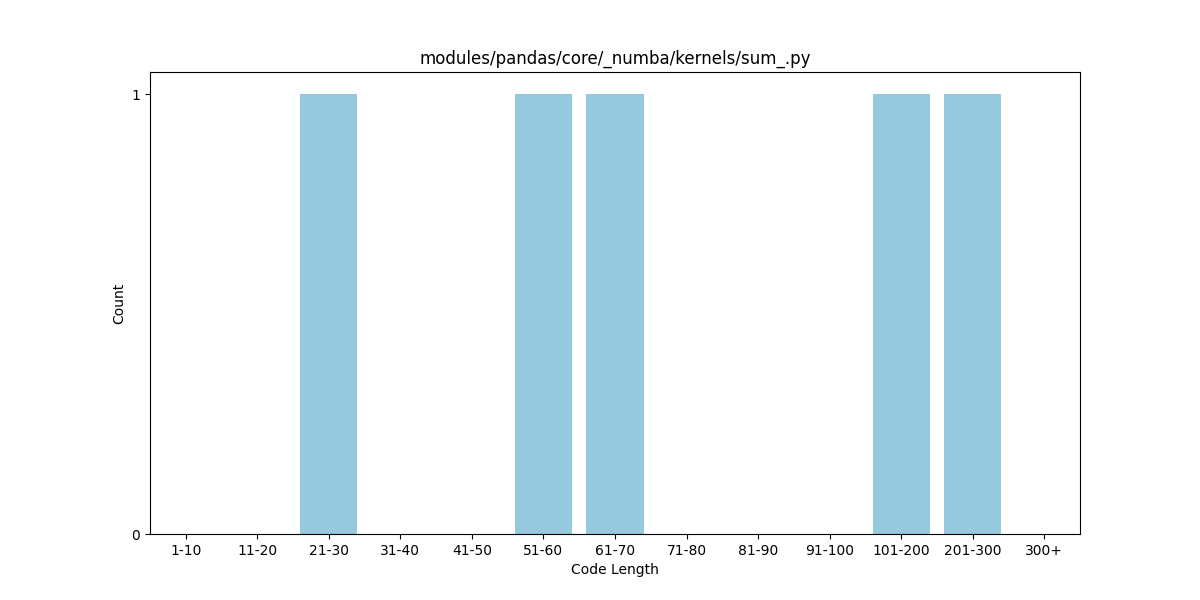 modules/pandas/core/_numba/kernels/sum_.py
1
Count
0
1-10 11-20 21-30 31-40 41-50 51-60 61-70 71-80 81-90 91-100 101-200 201-300 300+
Code Length